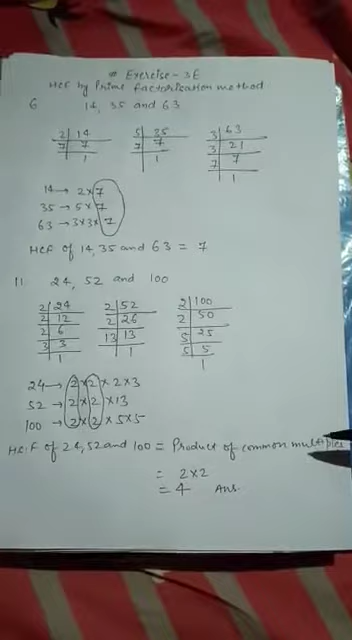 # Exercise-3E
HCF by Prime factorisation method
6 14, 35 and 63
2 14 5 35 3 63
7 7 7 7 3 21
1 1 7 7
1
14→ 2×7
35→ 5×7
63 →3×3×7
HCF of 14, 35 and 63 = 7
11 24, 52 and 100
2 24 2 52 2 100
2 12 2 26 2 50
2 6 13 13 5 25
3 3 1 5 5
1 1
24→ 2×2×2×3
52 →2×2×13
100 →2×2×5×5
H.C.F of 24, 52 and 100 = Product of common multiples
= 2×2
= 4 Ans.